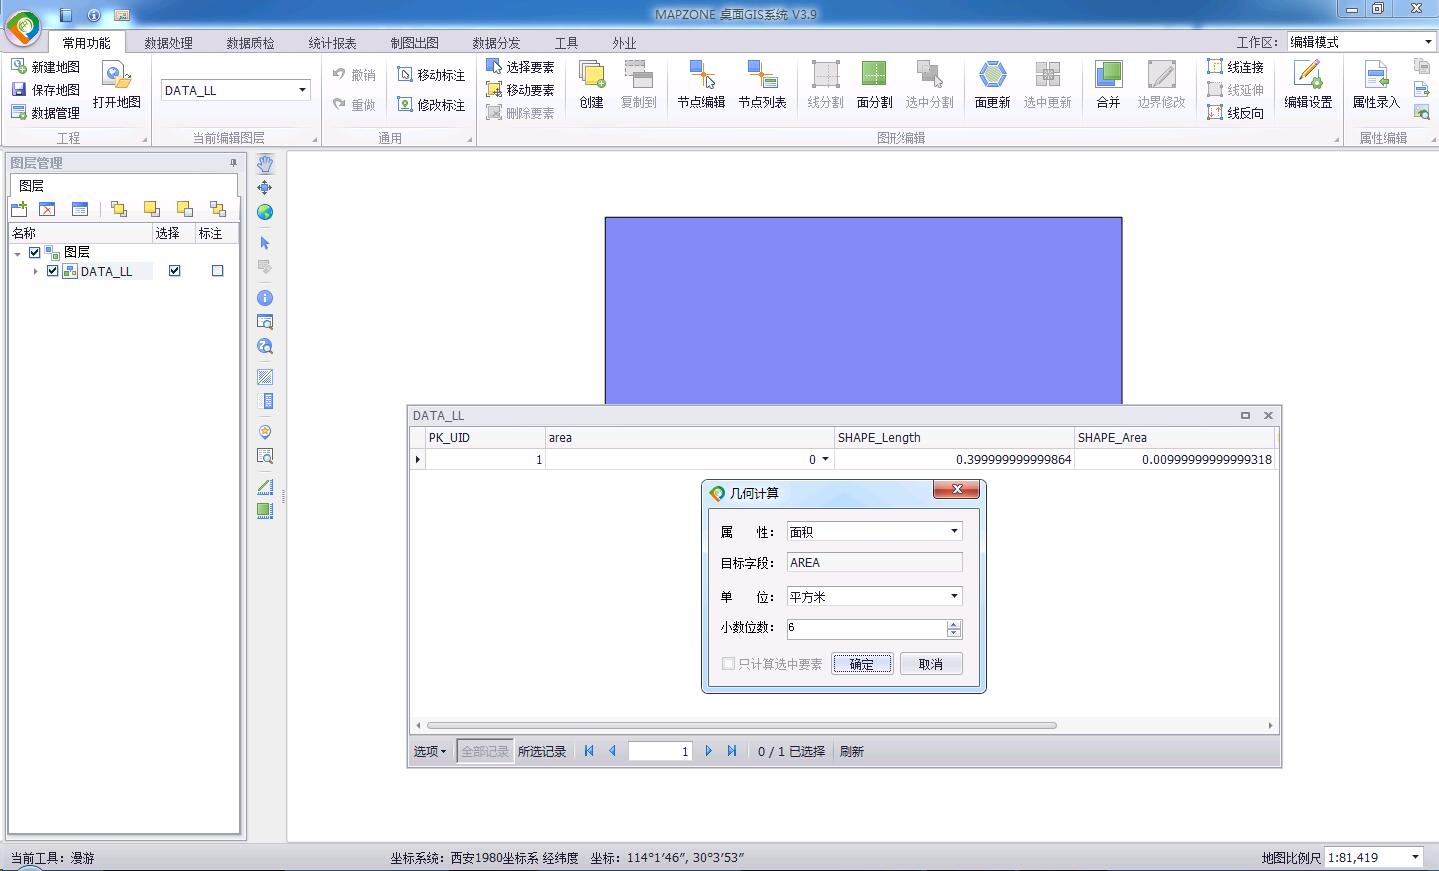 MAPZONE 桌面GIS系统 V3.9
常用功能 数据处理 数据质检 统计报表 制图出图 数据分发 工具 外业 工作区： 编辑模式
新建地图
保存地图
数据管理
打开地图
工程
DATA_LL
当前编辑图层
撤销
重做
移动标注
修改标注
通用
选择要素
移动要素
删除要素
创建 复制到 节点编辑 节点列表 线分割 面分割 选中分割 面更新 选中更新 合并 边界修改
线连接
线延伸
线反向
编辑设置
图形编辑
属性录入
属性编辑
图层管理
图层
名称 选择 标注
图层
DATA_LL
DATA_LL
PK_UID area SHAPE_Length SHAPE_Area
1 0 0.399999999999864 0.00999999999999318
几何计算
属 性： 面积
目标字段： AREA
单 位： 平方米
小数位数： 6
只计算选中要素 确定 取消
选项 全部记录 所选记录 1 0 / 1 已选择 刷新
当前工具：漫游 坐标系统：西安1980坐标系 经纬度 坐标：114°1′46″, 30°3′53″ 地图比例尺 1:81,419